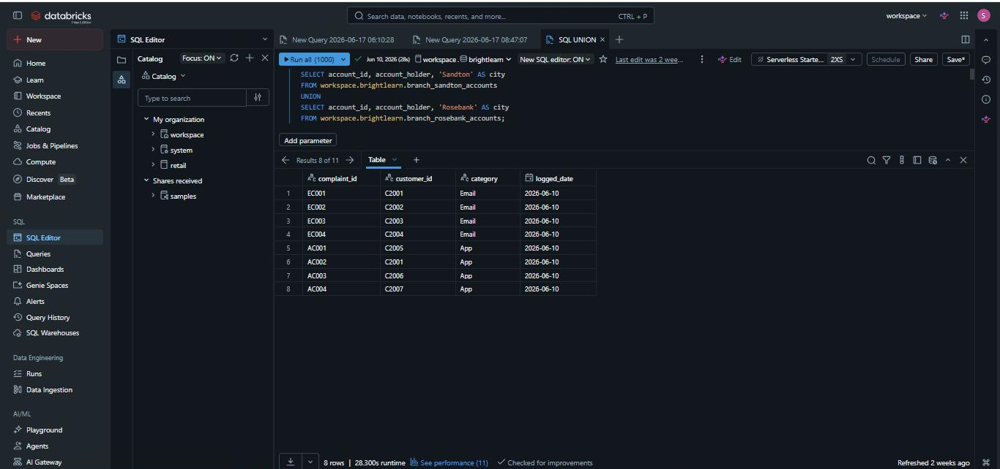 databricks
Free Edition
Search data, notebooks, recents, and more...
CTRL + P
workspace
S
New
Home
Learn
Workspace
Recents
Catalog
Jobs & Pipelines
Compute
Discover Beta
Marketplace
SQL
SQL Editor
Queries
Dashboards
Genie Spaces
Alerts
Query History
SQL Warehouses
Data Engineering
Runs
Data Ingestion
AI/ML
Playground
Agents
AI Gateway
SQL Editor
Catalog Focus: ON
Catalog
Type to search
My organization
workspace
system
retail
Shares received
samples
New Query 2026-06-17 06:10:28
New Query 2026-06-17 08:47:07
SQL UNION
Run all (1000) Jun 10, 2026 (28s) workspace. brightlearn New SQL editor: ON Last edit was 2 wee... Edit Serverless Starte... 2XS Schedule Share Save*
SELECT account_id, account_holder, 'Sandton' AS city
FROM workspace.brightlearn.branch_sandton_accounts
UNION
SELECT account_id, account_holder, 'Rosebank' AS city
FROM workspace.brightlearn.branch_rosebank_accounts;
Add parameter
Results 8 of 11 Table
complaint_id customer_id category logged_date
1 EC001 C2001 Email 2026-06-10
2 EC002 C2002 Email 2026-06-10
3 EC003 C2003 Email 2026-06-10
4 EC004 C2004 Email 2026-06-10
5 AC001 C2005 App 2026-06-10
6 AC002 C2001 App 2026-06-10
7 AC003 C2006 App 2026-06-10
8 AC004 C2007 App 2026-06-10
8 rows | 28.300s runtime See performance (11) Checked for improvements Refreshed 2 weeks ago